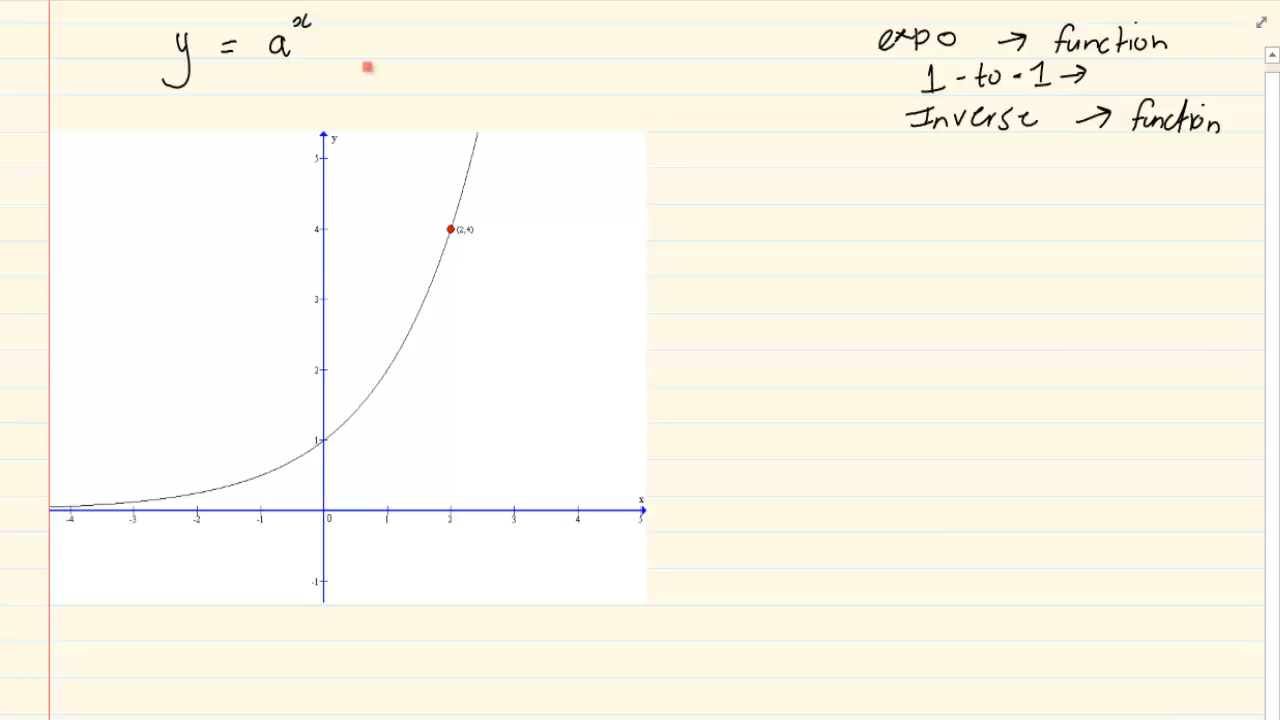 y = a^x
expo → function
1-to-1 →
Inverse → function
y
5
4 (2,4)
3
2
1
x
-4 -3 -2 -1 0 1 2 3 4 5
-1